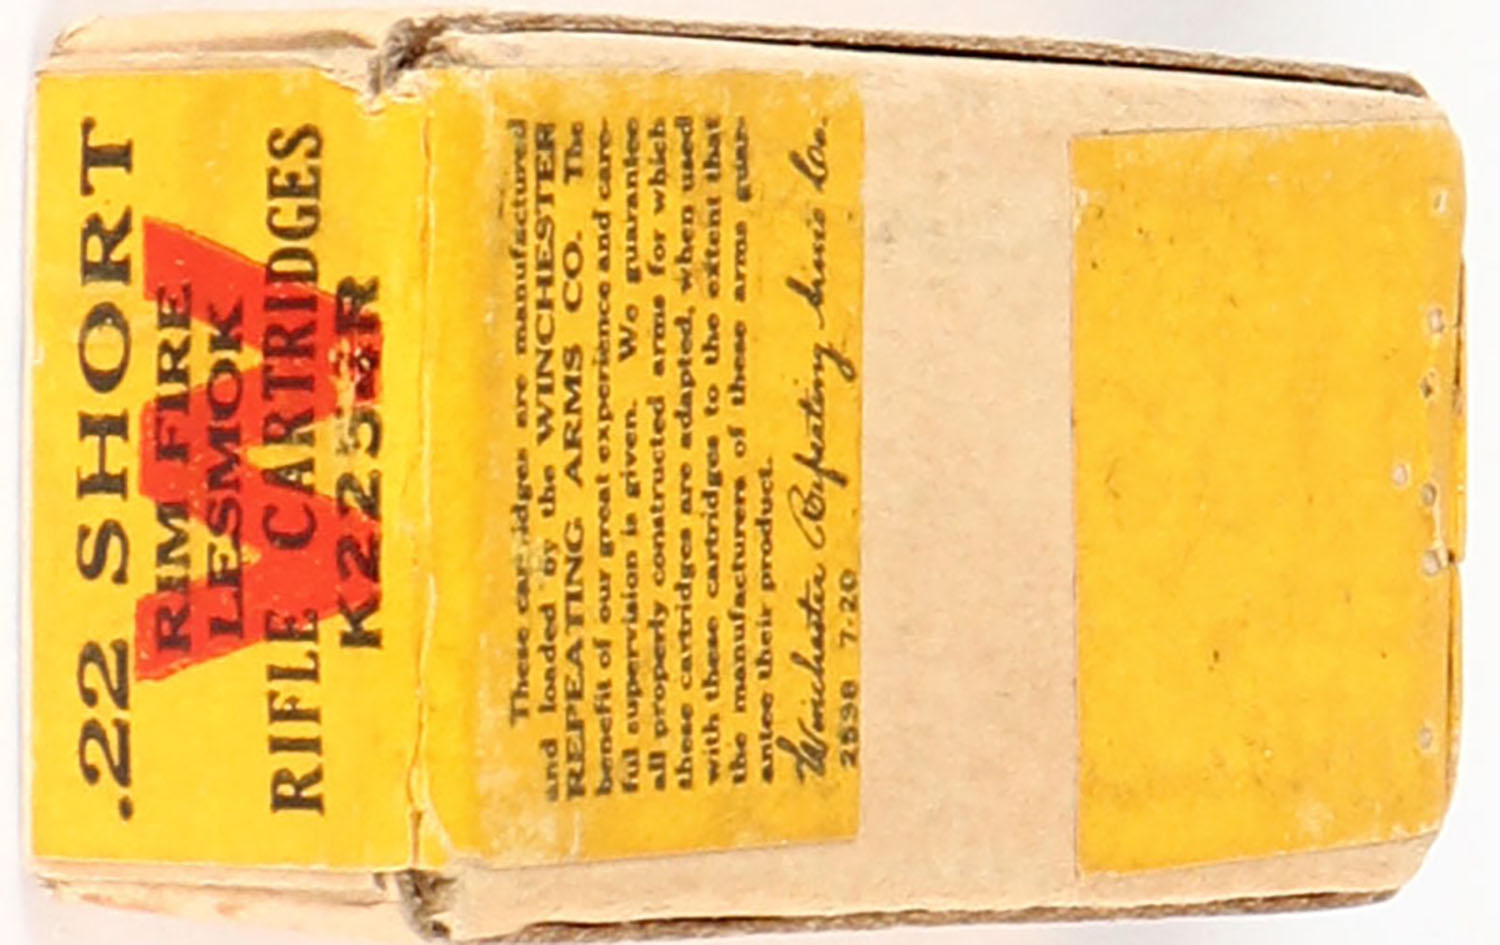 .22 SHORT
RIM FIRE
LESMOK
RIFLE CARTRIDGES
K2252R
W
These cartridges are manufactured
and loaded by the WINCHESTER
REPEATING ARMS CO. The
benefit of our great experience and care-
ful supervision is given. We guarantee
all properly constructed arms for which
these cartridges are adapted, when used
with these cartridges to the extent that
the manufacturers of these arms guar-
antee their product.
Winchester Repeating Arms Co.
2598 7-20